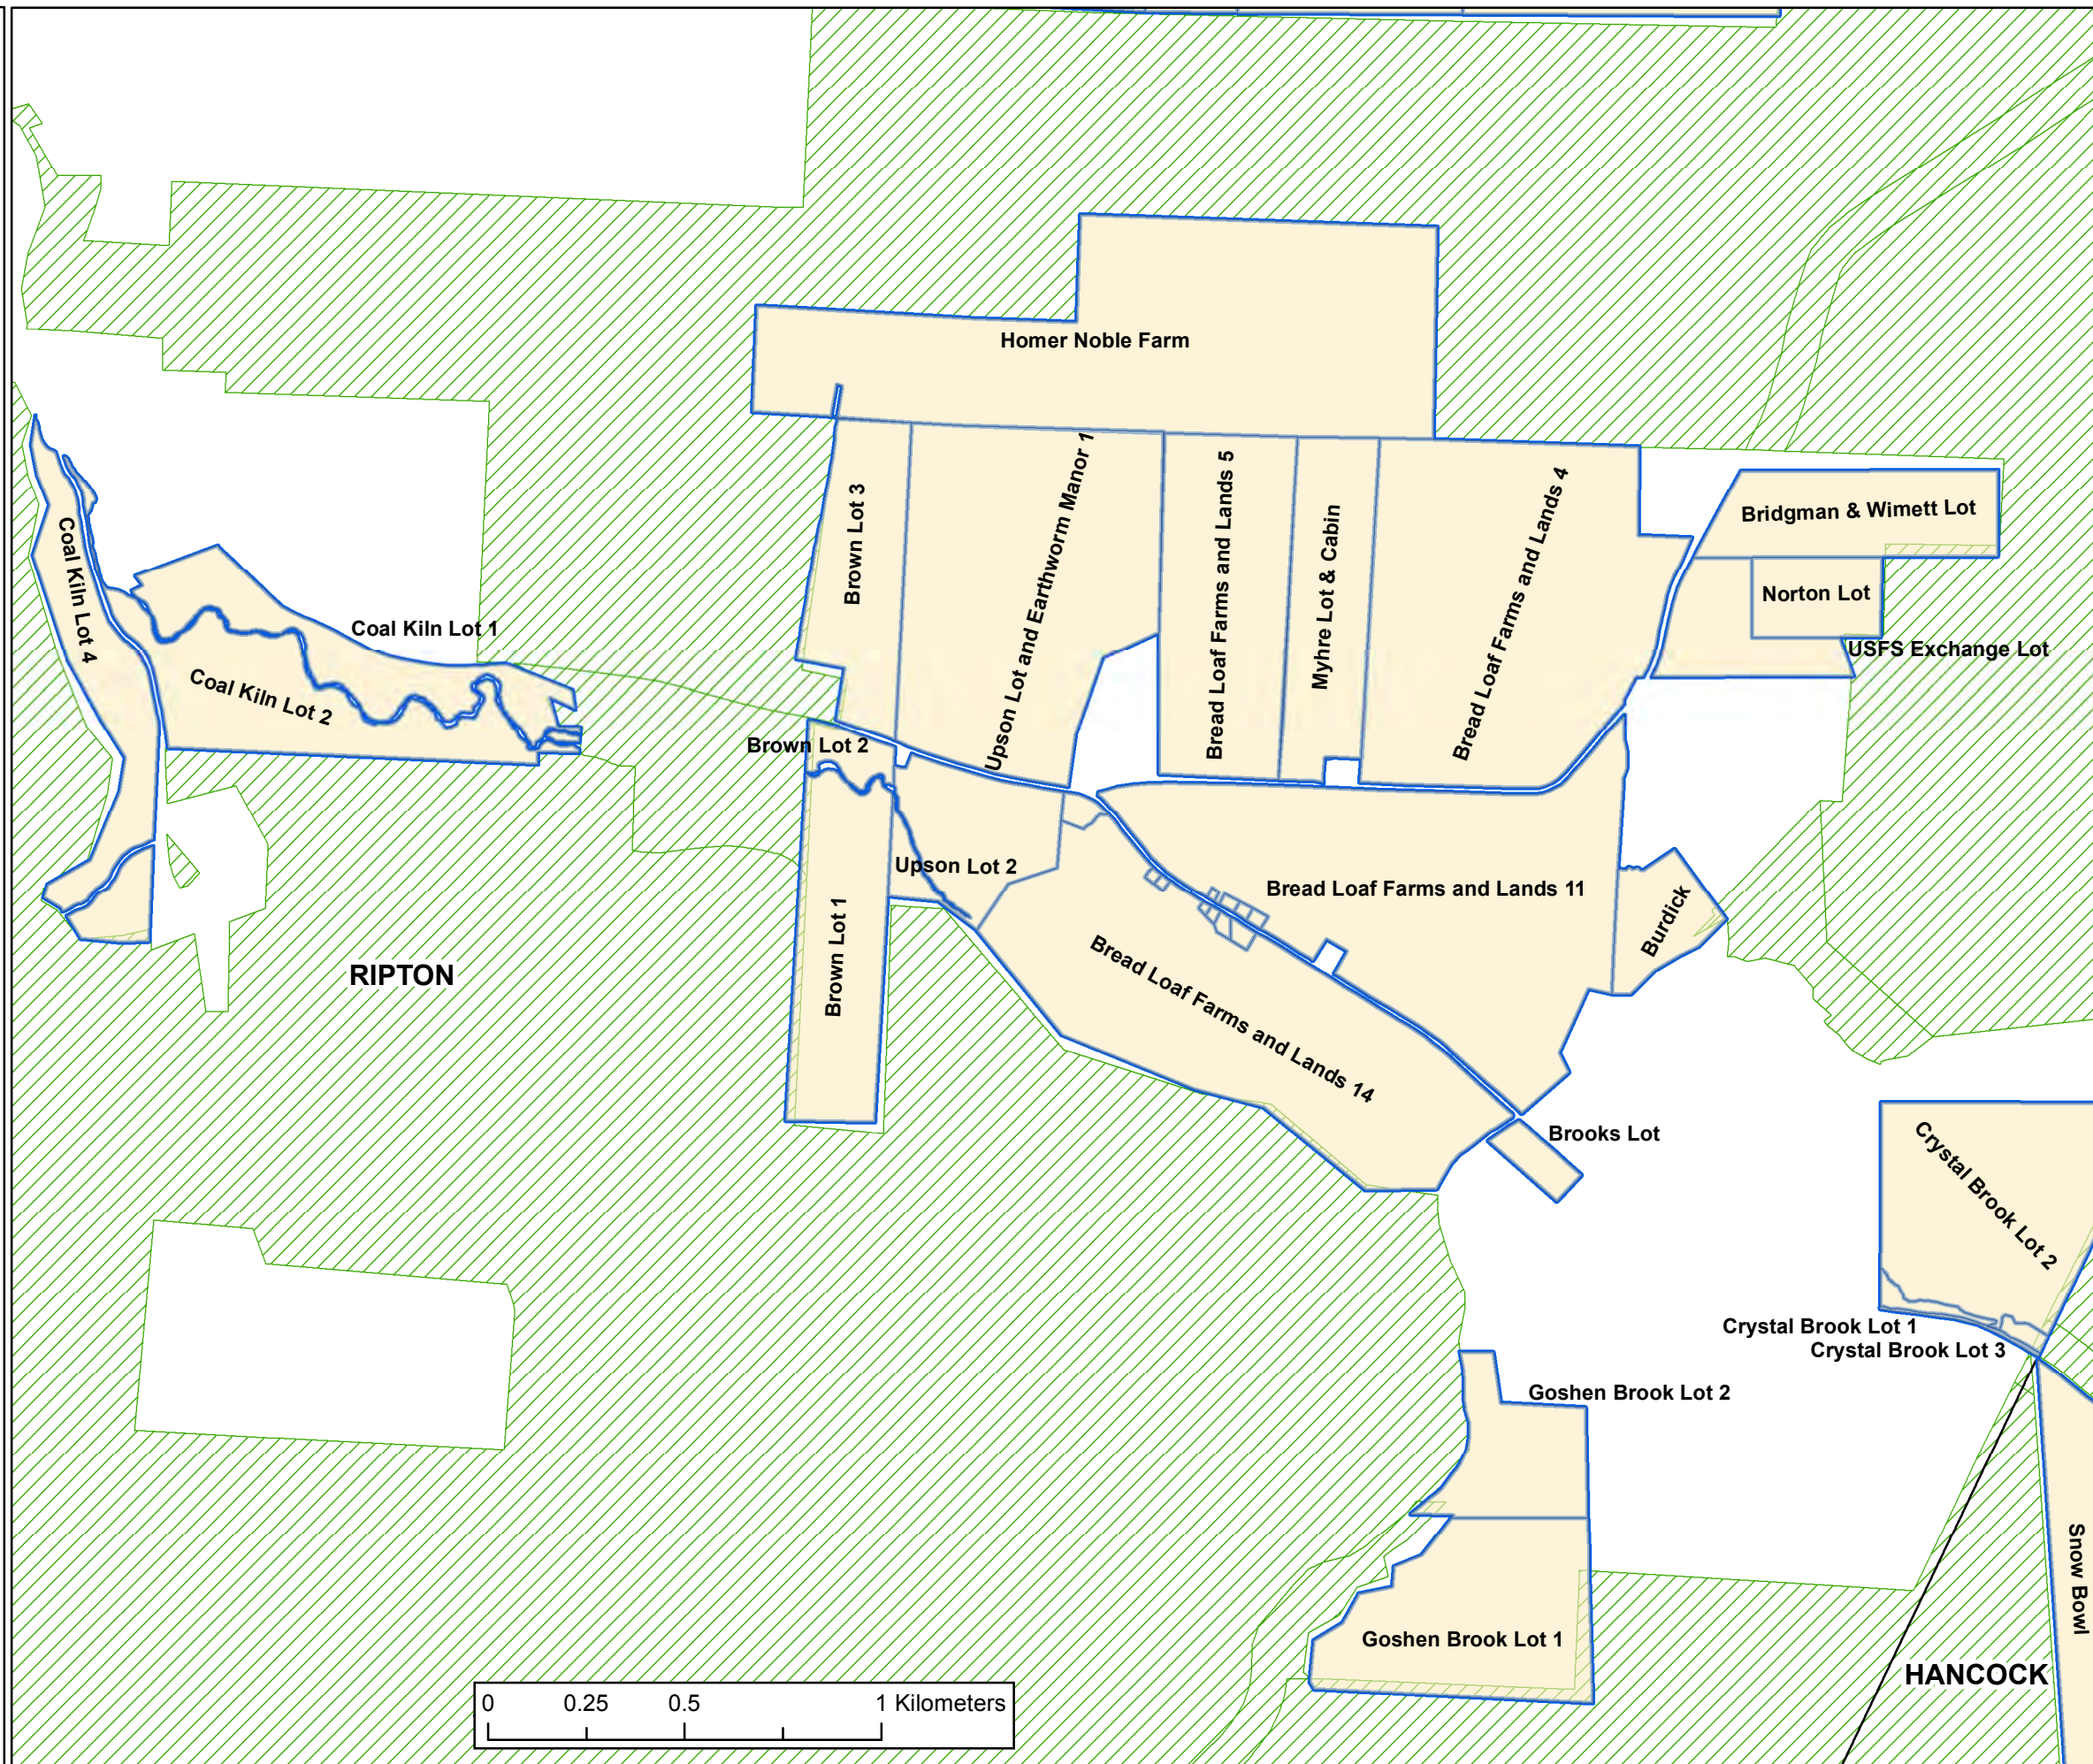 Homer Noble Farm
Brown Lot 3
Upson Lot and Earthworm Manor 1
Bread Loaf Farms and Lands 5
Myhre Lot & Cabin
Bread Loaf Farms and Lands 4
Bridgman & Wimett Lot
Norton Lot
USFS Exchange Lot
Coal Kiln Lot 4
Coal Kiln Lot 1
Coal Kiln Lot 2
Brown Lot 2
Upson Lot 2
Bread Loaf Farms and Lands 11
Burdick
Brown Lot 1
Bread Loaf Farms and Lands 14
RIPTON
Brooks Lot
Crystal Brook Lot 2
Crystal Brook Lot 1
Crystal Brook Lot 3
Goshen Brook Lot 2
Snow Bowl
Goshen Brook Lot 1
HANCOCK
0 0.25 0.5 1 Kilometers